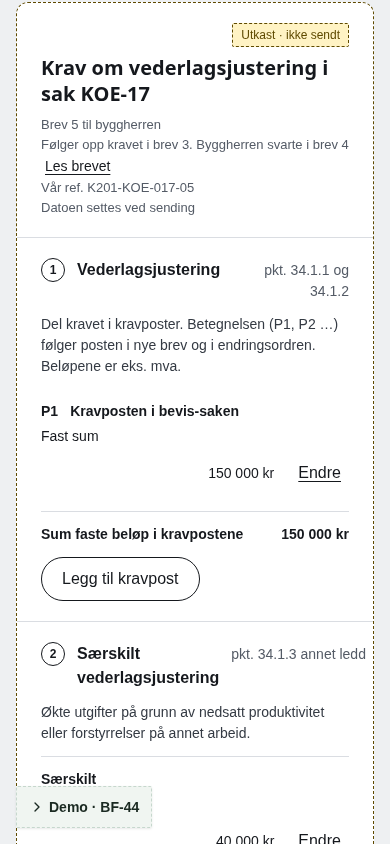 Utkast · ikke sendt
Krav om vederlagsjustering i
sak KOE-17
Brev 5 til byggherren
Følger opp kravet i brev 3. Byggherren svarte i brev 4
Les brevet
Vår ref. K201-KOE-017-05
Datoen settes ved sending
1 Vederlagsjustering pkt. 34.1.1 og
34.1.2
Del kravet i kravposter. Betegnelsen (P1, P2 …)
følger posten i nye brev og i endringsordren.
Beløpene er eks. mva.
P1 Kravposten i bevis-saken
Fast sum
150 000 kr Endre
Sum faste beløp i kravpostene 150 000 kr
Legg til kravpost
2 Særskilt pkt. 34.1.3 annet ledd
vederlagsjustering
Økte utgifter på grunn av nedsatt produktivitet
eller forstyrrelser på annet arbeid.
Særskilt
Demo · BF-44
40 000 kr Endre